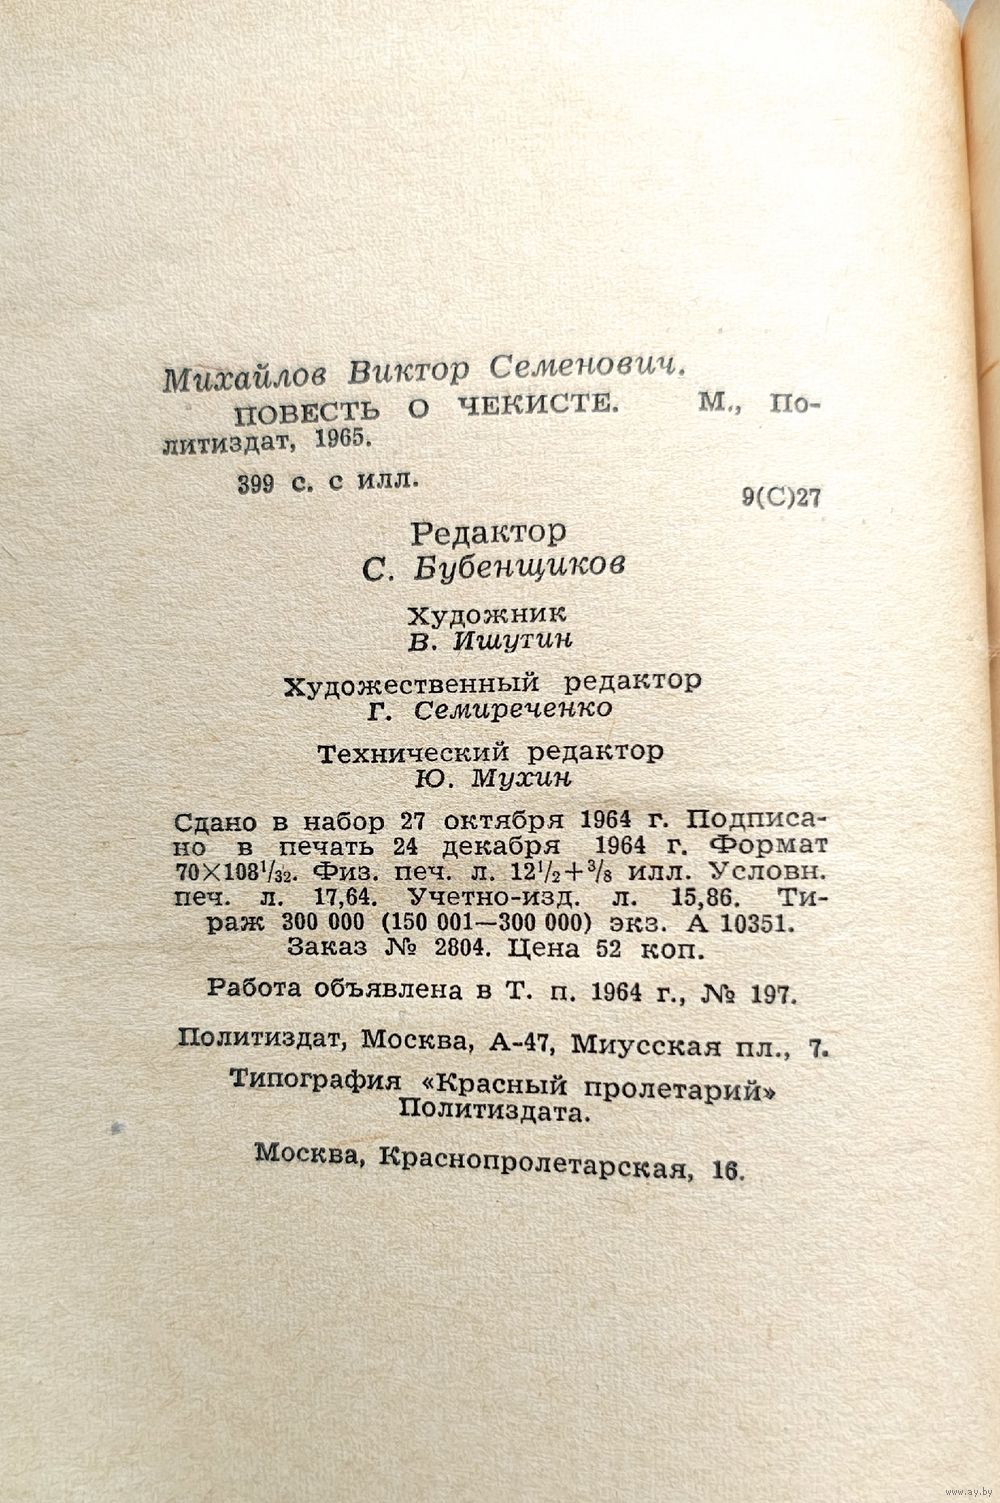 Михайлов Виктор Семенович.
ПОВЕСТЬ О ЧЕКИСТЕ. М., По-
литиздат, 1965.
399 с. с илл.
9(С)27
Редактор
С. Бубенщиков
Художник
В. Ишутин
Художественный редактор
Г. Семиреченко
Технический редактор
Ю. Мухин
Сдано в набор 27 октября 1964 г. Подписа-
но в печать 24 декабря 1964 г. Формат
70×108¹/₃₂. Физ. печ. л. 12¹/₂+³/₈ илл. Условн.
печ. л. 17,64. Учетно-изд. л. 15,86. Ти-
раж 300 000 (150 001—300 000) экз. А 10351.
Заказ № 2804. Цена 52 коп.
Работа объявлена в Т. п. 1964 г., № 197.
Политиздат, Москва, А-47, Миусская пл., 7.
Типография «Красный пролетарий»
Политиздата.
Москва, Краснопролетарская, 16.
www.ay.by